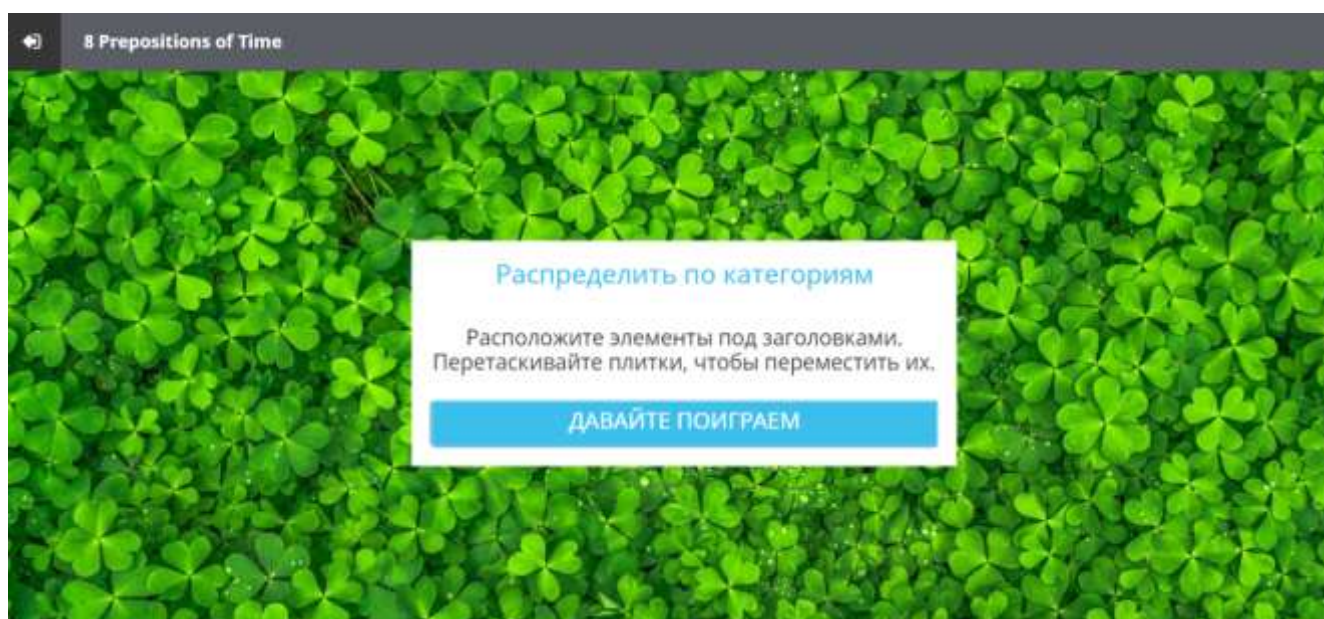 8 Prepositions of Time
Распределить по категориям
Расположите элементы под заголовками.
Перетаскивайте плитки, чтобы переместить их.
ДАВАЙТЕ ПОИГРАЕМ